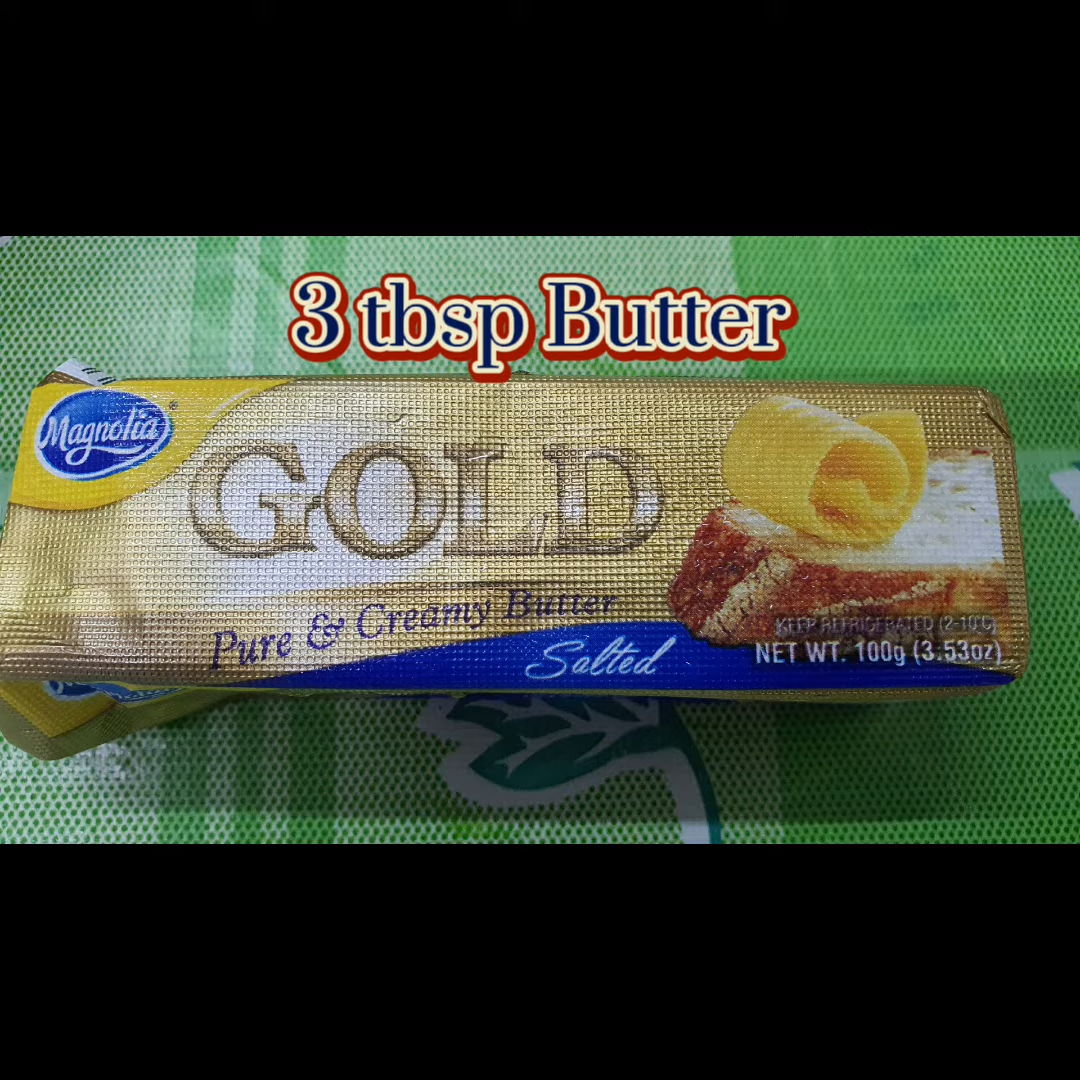 3 tbsp Butter
Magnolia
GOLD
Pure & Creamy Butter
Salted
KEEP REFRIGERATED (2-10°C)
NET WT. 100g (3.53oz)